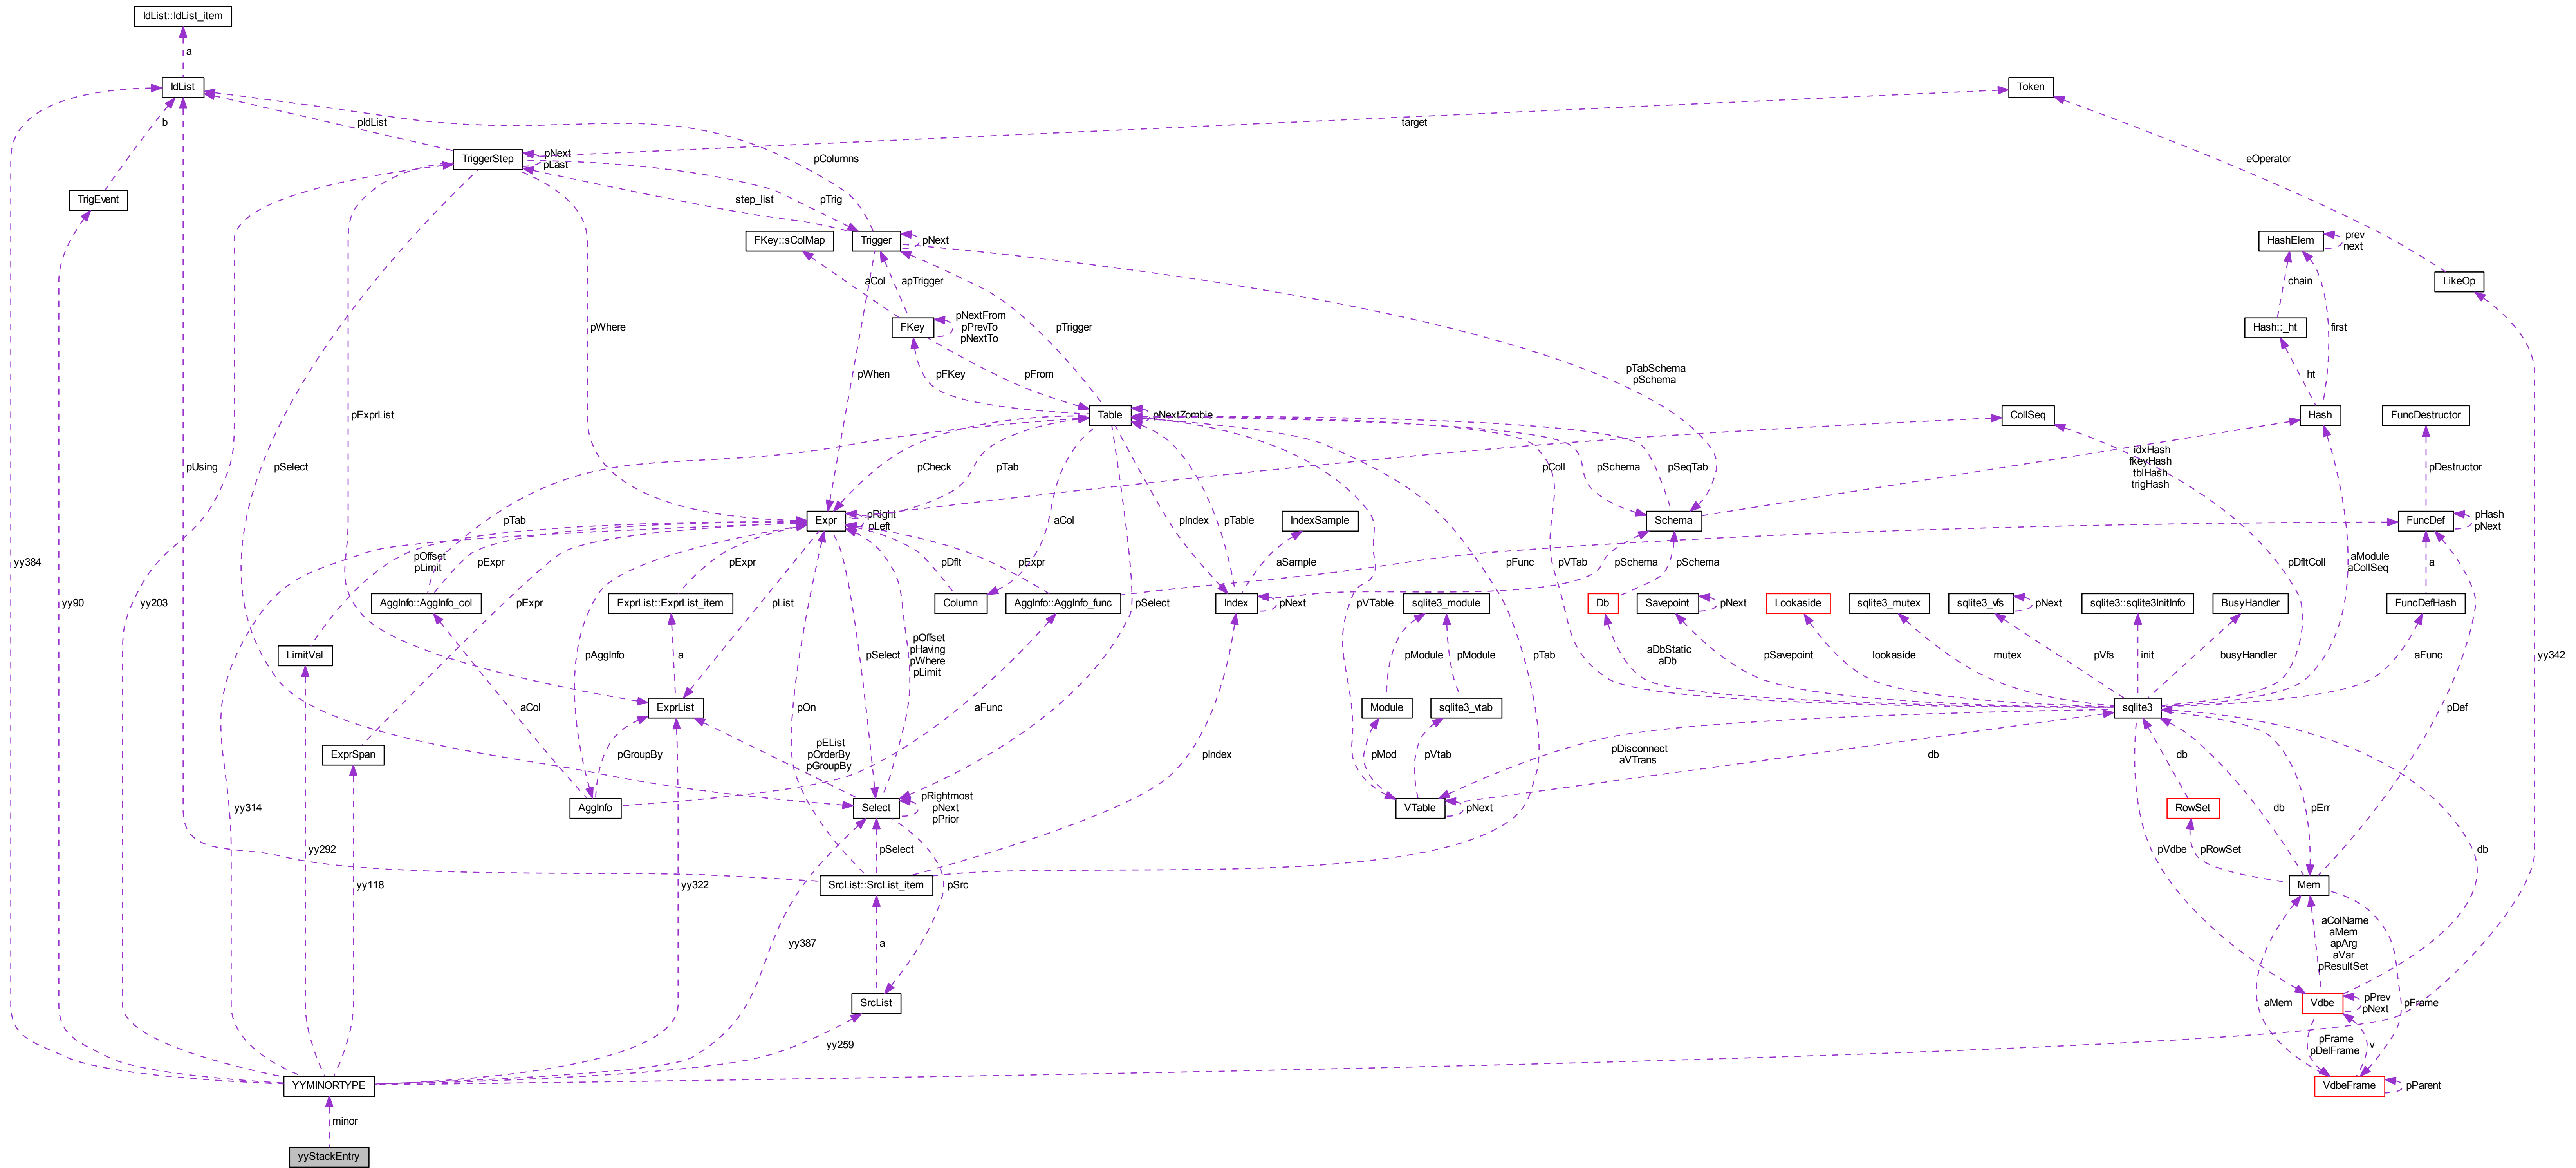 IdList::IdList_item
a
IdList
Token
b
pIdList
target
TriggerStep
pNext
pLast
pColumns
eOperator
TrigEvent
step_list
pTrig
FKey::sColMap
Trigger
pNext
HashElem
prev
next
aCol
apTrigger
chain
LikeOp
FKey
pNextFrom
pPrevTo
pNextTo
pWhere
pTrigger
Hash::_ht
first
pWhen
pFKey
pFrom
pTabSchema
pSchema
ht
pExprList
Table
pNextZombie
CollSeq
Hash
FuncDestructor
pUsing
pSelect
pCheck
pTab
pColl
pSchema
pSeqTab
idxHash
fkeyHash
tblHash
trigHash
pDestructor
pTab
Expr
pRight
pLeft
aCol
pIndex
pTable
IndexSample
Schema
FuncDef
pHash
pNext
yy384
pOffset
pLimit
pExpr
pExpr
pDflt
pExpr
aSample
pFunc
pVTab
pSchema
pSchema
pDfltColl
aModule
aCollSeq
a
yy90
yy203
pExpr
AggInfo::AggInfo_col
ExprList::ExprList_item
pList
Column
AggInfo::AggInfo_func
pSelect
Index
pNext
pVTable
sqlite3_module
Db
Savepoint
pNext
Lookaside
sqlite3_mutex
sqlite3_vfs
pNext
sqlite3::sqlite3InitInfo
BusyHandler
FuncDefHash
LimitVal
pAggInfo
a
pSelect
pOffset
pHaving
pWhere
pLimit
pTab
pModule
pModule
aDbStatic
aDb
pSavepoint
lookaside
mutex
pVfs
init
busyHandler
aFunc
yy342
aCol
ExprList
pOn
aFunc
Module
sqlite3_vtab
sqlite3
pDef
ExprSpan
pGroupBy
pEList
pOrderBy
pGroupBy
pIndex
pMod
pVtab
pDisconnect
aVTrans
db
db
yy314
AggInfo
Select
pRightmost
pNext
pPrior
VTable
pNext
RowSet
db
pErr
yy292
pSelect
pVdbe
pRowSet
db
yy118
yy322
SrcList::SrcList_item
pSrc
Mem
yy387
a
aColName
aMem
apArg
aVar
pResultSet
SrcList
aMem
Vdbe
pPrev
pNext
pFrame
yy259
pFrame
pDelFrame
v
YYMINORTYPE
VdbeFrame
pParent
minor
yyStackEntry